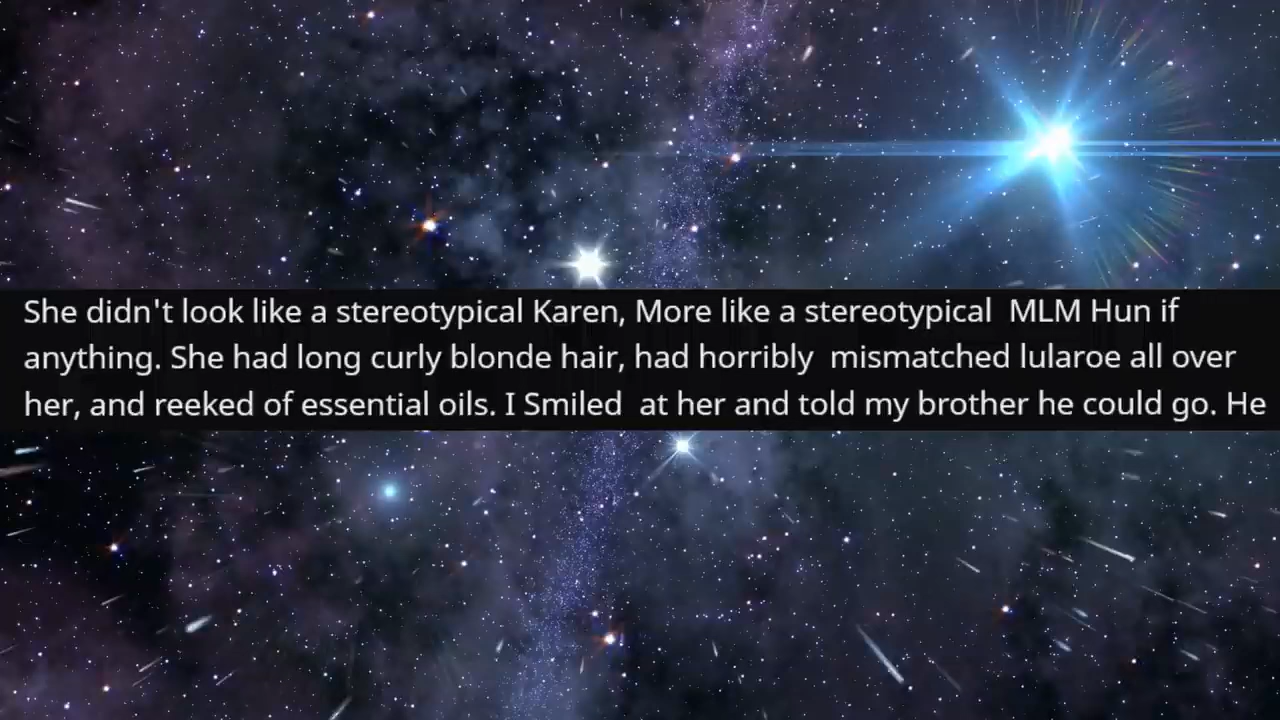 She didn't look like a stereotypical Karen, More like a stereotypical  MLM Hun if
anything. She had long curly blonde hair, had horribly  mismatched lularoe all over
her, and reeked of essential oils. I Smiled  at her and told my brother he could go. He